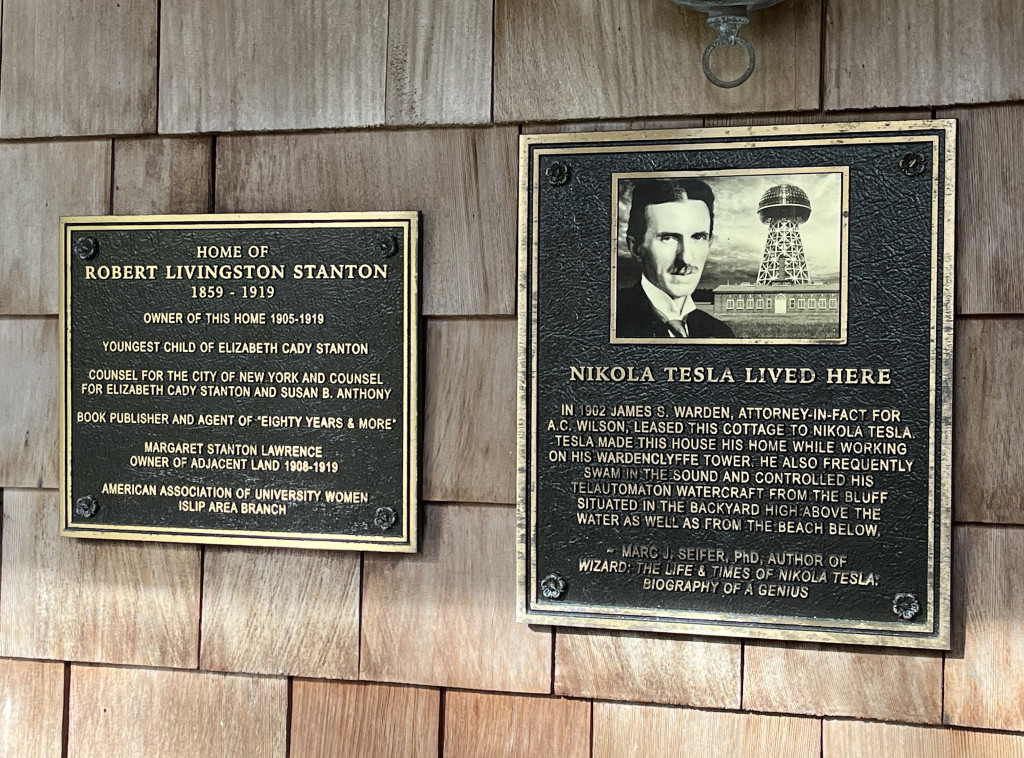 HOME OF
ROBERT LIVINGSTON STANTON
1859 - 1919
OWNER OF THIS HOME 1905-1919
YOUNGEST CHILD OF ELIZABETH CADY STANTON
COUNSEL FOR THE CITY OF NEW YORK AND COUNSEL
FOR ELIZABETH CADY STANTON AND SUSAN B. ANTHONY
BOOK PUBLISHER AND AGENT OF "EIGHTY YEARS & MORE"
MARGARET STANTON LAWRENCE
OWNER OF ADJACENT LAND 1908-1919
AMERICAN ASSOCIATION OF UNIVERSITY WOMEN
ISLIP AREA BRANCH
NIKOLA TESLA LIVED HERE
IN 1902 JAMES S. WARDEN, ATTORNEY-IN-FACT FOR
A.C. WILSON, LEASED THIS COTTAGE TO NIKOLA TESLA.
TESLA MADE THIS HOUSE HIS HOME WHILE WORKING
ON HIS WARDENCLYFFE TOWER. HE ALSO FREQUENTLY
SWAM IN THE SOUND AND CONTROLLED HIS
TELAUTOMATON WATERCRAFT FROM THE BLUFF
SITUATED IN THE BACKYARD HIGH ABOVE THE
WATER AS WELL AS FROM THE BEACH BELOW.
~ MARC J. SEIFER, PhD, AUTHOR OF
WIZARD: THE LIFE & TIMES OF NIKOLA TESLA:
BIOGRAPHY OF A GENIUS